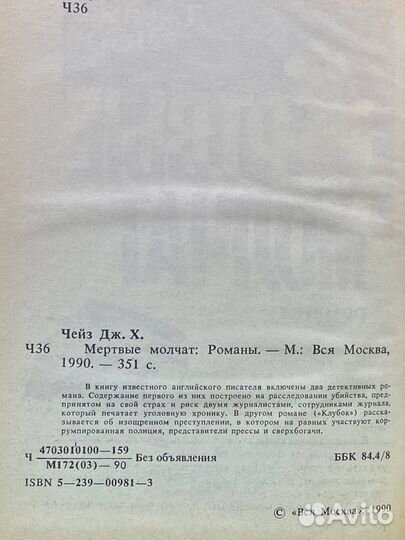 Ч36
Чейз Дж. Х.
Ч36 Мертвые молчат: Романы. — М.: Вся Москва,
1990. — 351 с.
В книгу известного английского писателя включены два детективных ро-
мана. Содержание первого из них построено на расследовании убийства, пред-
принятом на свой страх и риск двумя журналистами, сотрудниками журнала,
который печатает уголовную хронику. В другом романе («Клубок») расска-
зывается об изощренном преступлении, в котором на равных участвуют кор-
румпированная полиция, представители прессы и сверхбогачи.
Ч 4703010100—159
М172(03)— 90 Без объявления ББК 84.4/8
ISBN 5—239—00981—3
© «Вся Москва», 1990
Avito